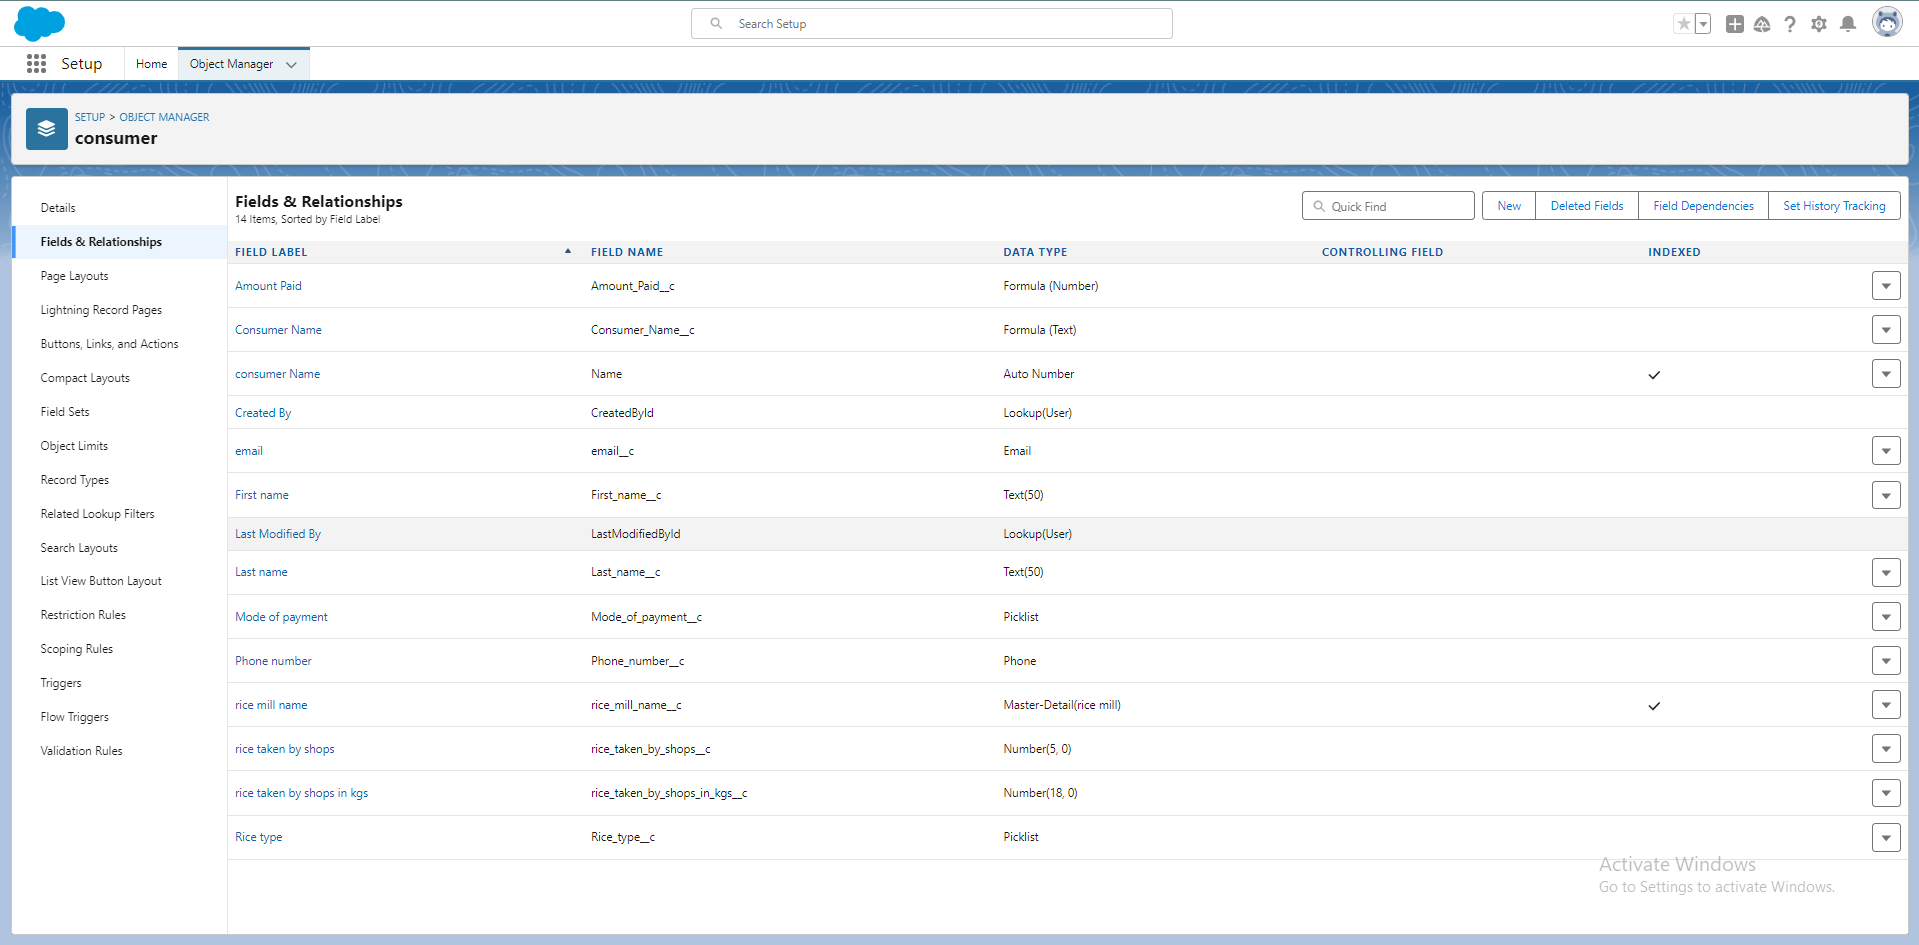 Search Setup
Setup
Home
Object Manager
SETUP > OBJECT MANAGER
consumer
Details
Fields & Relationships
Page Layouts
Lightning Record Pages
Buttons, Links, and Actions
Compact Layouts
Field Sets
Object Limits
Record Types
Related Lookup Filters
Search Layouts
List View Button Layout
Restriction Rules
Scoping Rules
Triggers
Flow Triggers
Validation Rules
Fields & Relationships
14 Items, Sorted by Field Label
Quick Find
New
Deleted Fields
Field Dependencies
Set History Tracking
FIELD LABEL FIELD NAME DATA TYPE CONTROLLING FIELD INDEXED
Amount Paid Amount_Paid__c Formula (Number)
Consumer Name Consumer_Name__c Formula (Text)
consumer Name Name Auto Number
Created By CreatedById Lookup(User)
email email__c Email
First name First_name__c Text(50)
Last Modified By LastModifiedById Lookup(User)
Last name Last_name__c Text(50)
Mode of payment Mode_of_payment__c Picklist
Phone number Phone_number__c Phone
rice mill name rice_mill_name__c Master-Detail(rice mill)
rice taken by shops rice_taken_by_shops__c Number(5, 0)
rice taken by shops in kgs rice_taken_by_shops_in_kgs__c Number(18, 0)
Rice type Rice_type__c Picklist
Activate Windows
Go to Settings to activate Windows.